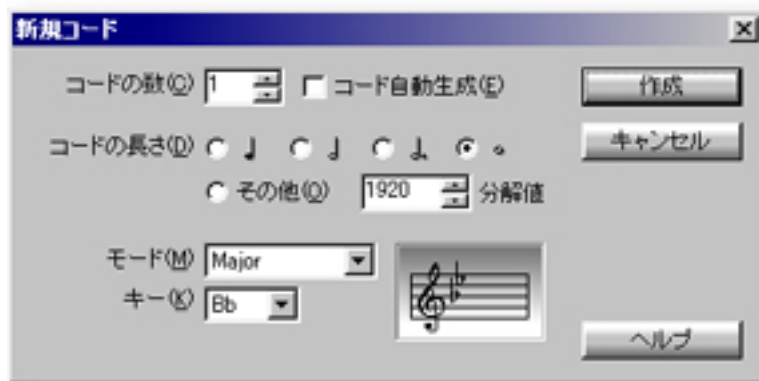 新規コード
コードの数(C) 1 コード自動生成(E) 作成
コードの長さ(D) キャンセル
その他(O) 1920 分解値
モード(M) Major
キー(K) Bb
ヘルプ